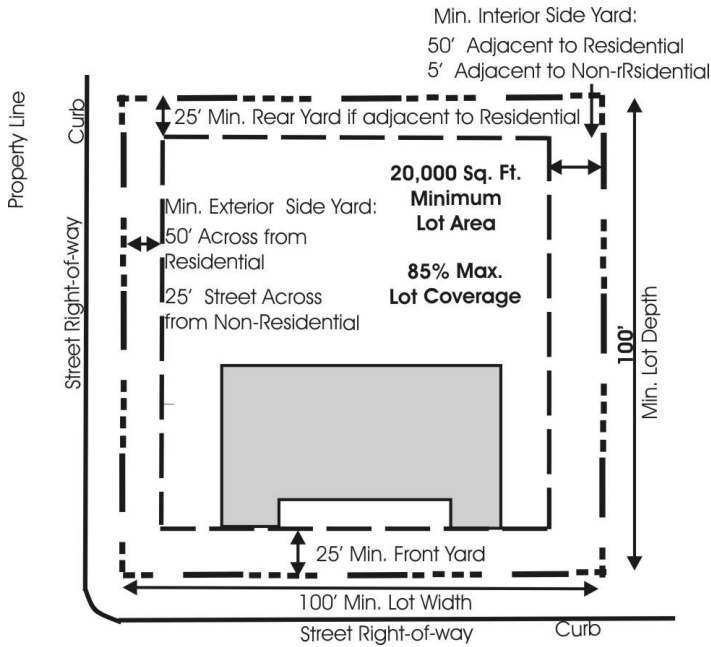 Min. Interior Side Yard:
50' Adjacent to Residential
5' Adjacent to Non-rRsidential
Property Line
Curb
25' Min. Rear Yard if adjacent to Residential
20,000 Sq. Ft.
Minimum
Lot Area
Min. Exterior Side Yard:
50' Across from
Residential
85% Max.
Lot Coverage
25' Street Across
from Non-Residential
Street Right-of-way
100'
Min. Lot Depth
25' Min. Front Yard
100' Min. Lot Width
Street Right-of-way
Curb